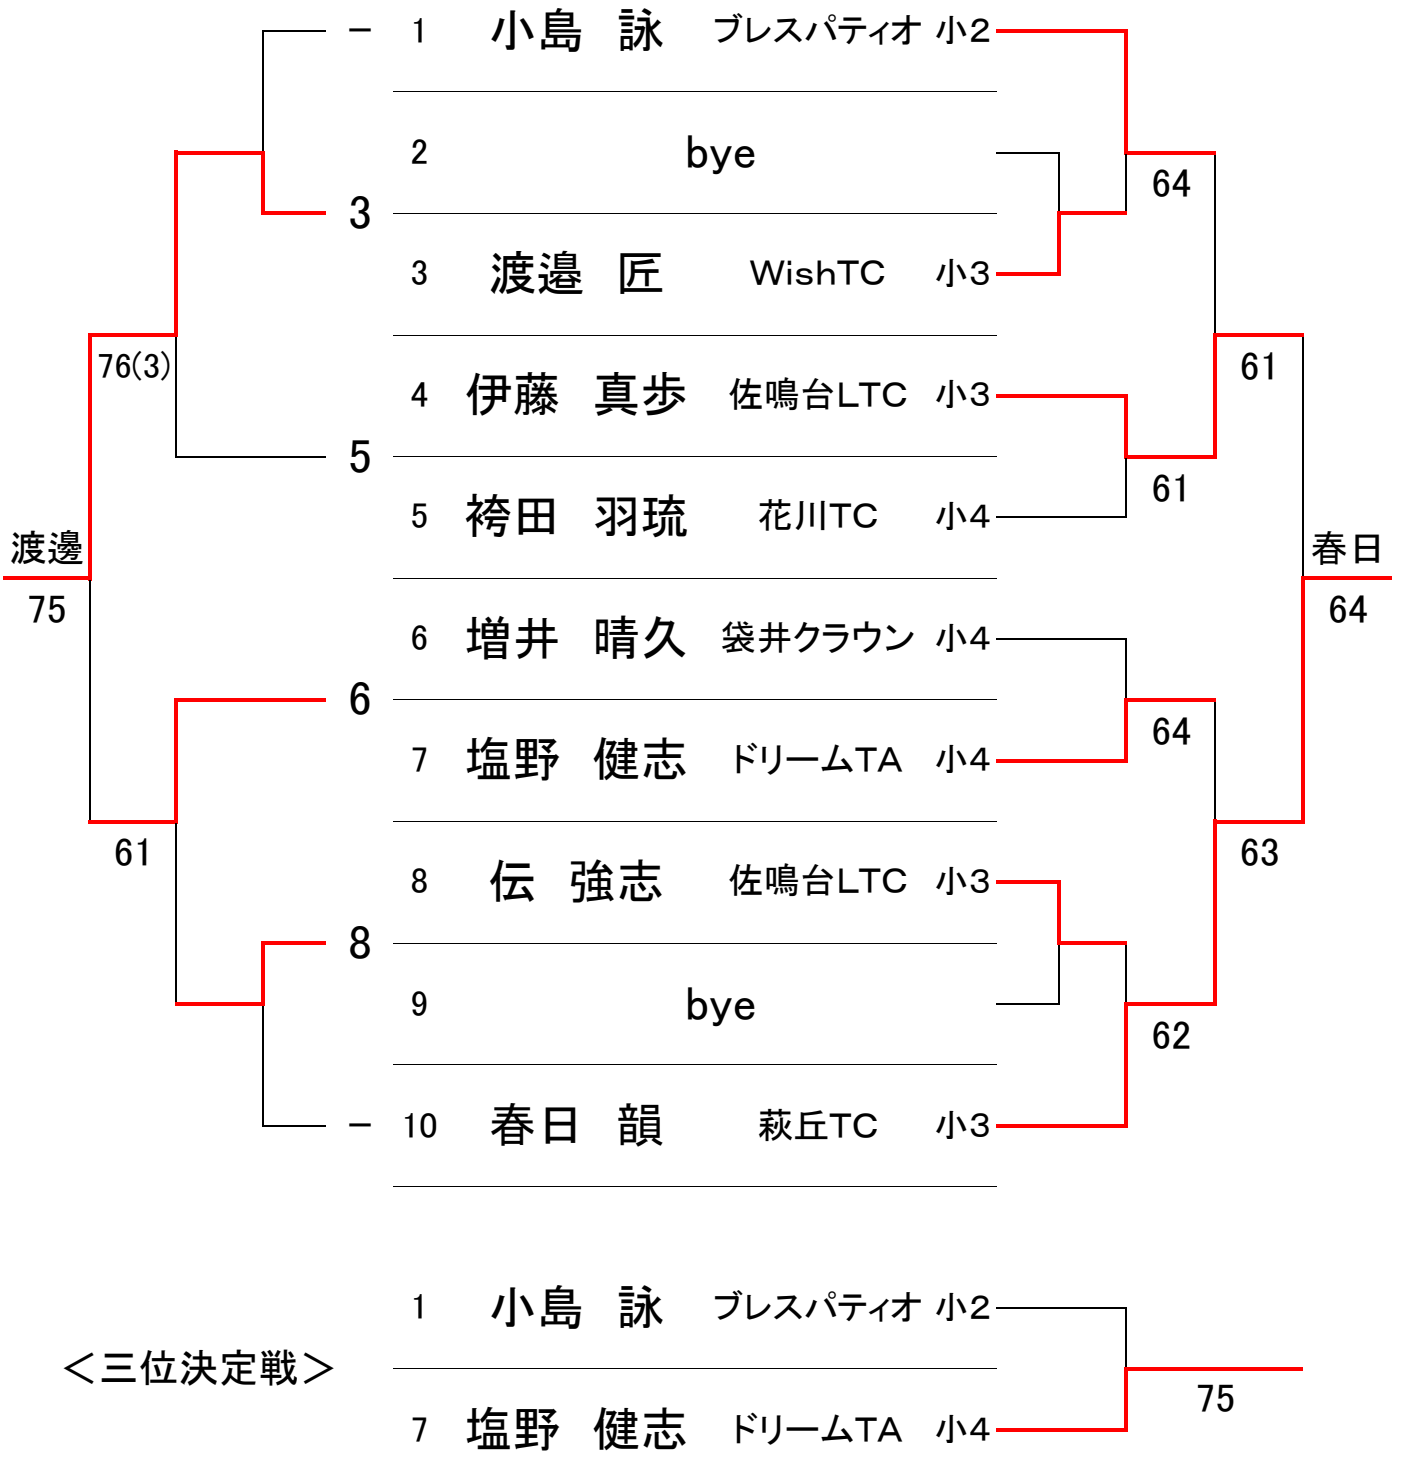 － 1 小島 詠 ブレスパティオ 小2
2 bye
64
3
3 渡邉 匠 WishTC 小3
76(3)
61
4 伊藤 真歩 佐鳴台LTC 小3
5
61
5 袴田 羽琉 花川TC 小4
渡邊
春日
75
64
6 増井 晴久 袋井クラウン 小4
6
64
7 塩野 健志 ドリームTA 小4
61
63
8 伝 強志 佐鳴台LTC 小3
8
9 bye
62
－ 10 春日 韻 萩丘TC 小3
1 小島 詠 ブレスパティオ 小2
＜三位決定戦＞
75
7 塩野 健志 ドリームTA 小4